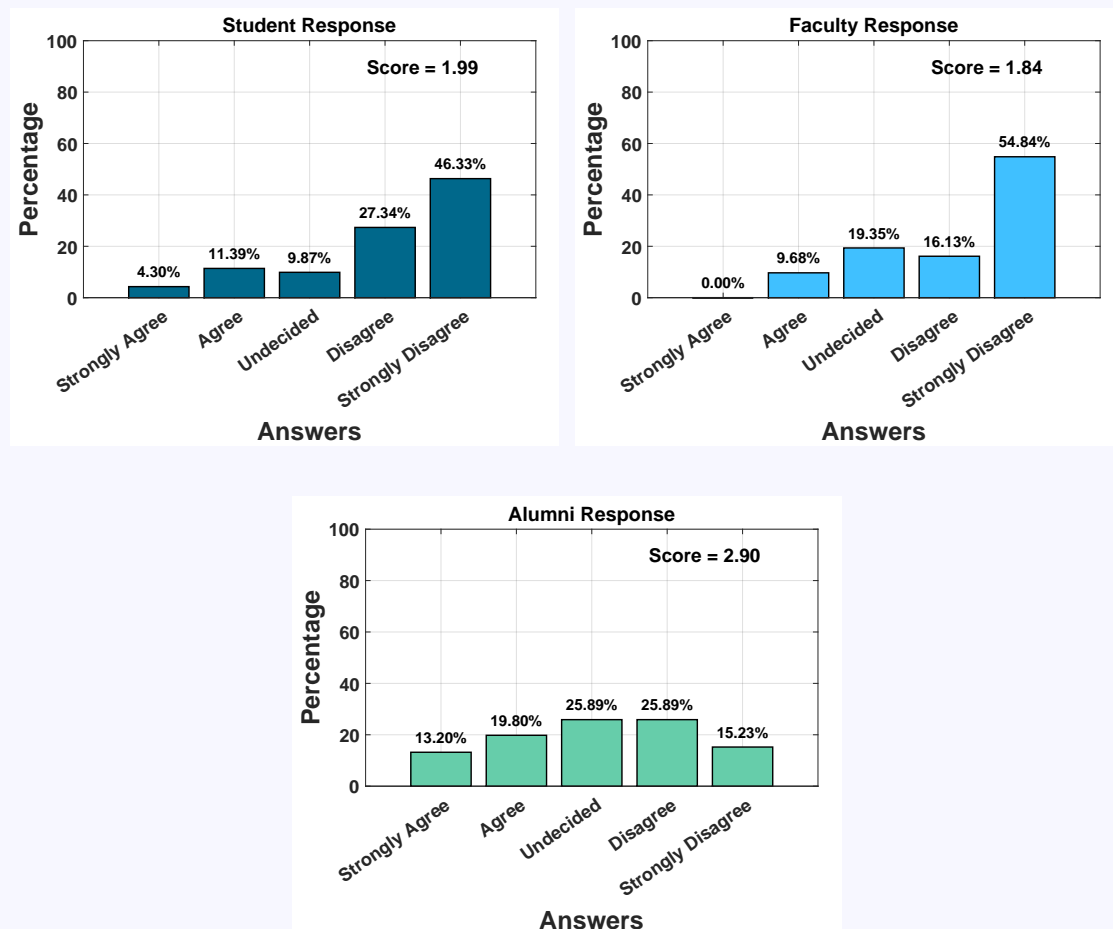 Student Response
Score = 1.99
Percentage
100
80
60
40
20
0
4.30%
11.39%
9.87%
27.34%
46.33%
Strongly Agree
Agree
Undecided
Disagree
Strongly Disagree
Answers
Faculty Response
Score = 1.84
Percentage
100
80
60
40
20
0
0.00%
9.68%
19.35%
16.13%
54.84%
Strongly Agree
Agree
Undecided
Disagree
Strongly Disagree
Answers
Alumni Response
Score = 2.90
Percentage
100
80
60
40
20
0
13.20%
19.80%
25.89%
25.89%
15.23%
Strongly Agree
Agree
Undecided
Disagree
Strongly Disagree
Answers